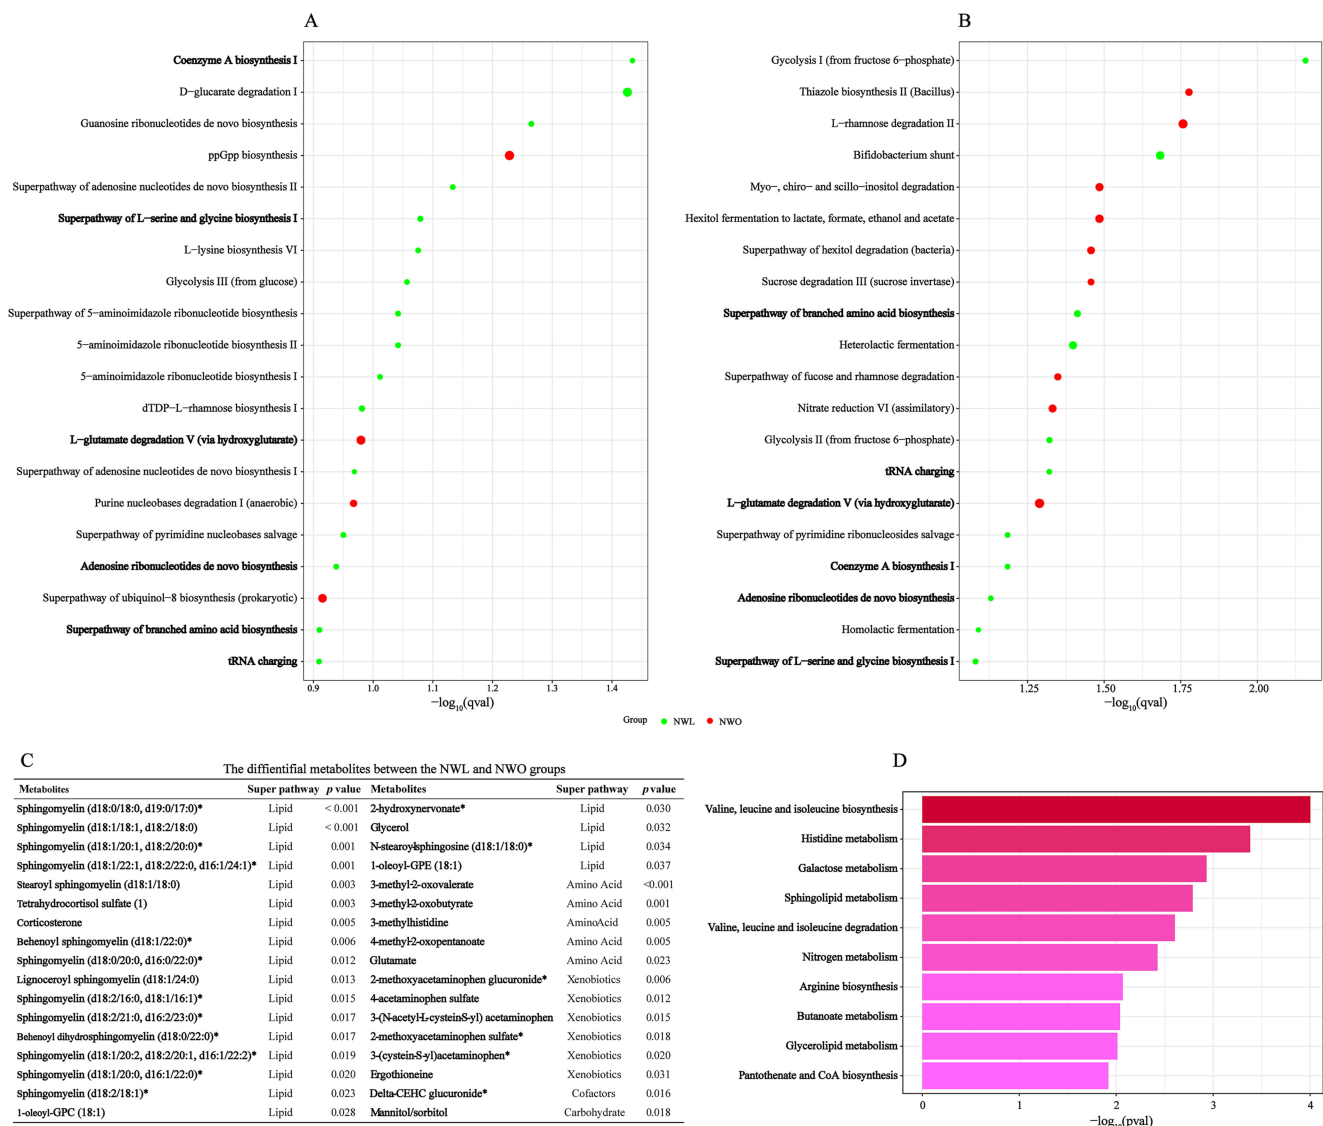 A
Coenzyme A biosynthesis I
D−glucarate degradation I
Guanosine ribonucleotides de novo biosynthesis
ppGpp biosynthesis
Superpathway of adenosine nucleotides de novo biosynthesis II
Superpathway of L−serine and glycine biosynthesis I
L−lysine biosynthesis VI
Glycolysis III (from glucose)
Superpathway of 5−aminoimidazole ribonucleotide biosynthesis
5−aminoimidazole ribonucleotide biosynthesis II
5−aminoimidazole ribonucleotide biosynthesis I
dTDP−L−rhamnose biosynthesis I
L−glutamate degradation V (via hydroxyglutarate)
Superpathway of adenosine nucleotides de novo biosynthesis I
Purine nucleobases degradation I (anaerobic)
Superpathway of pyrimidine nucleobases salvage
Adenosine ribonucleotides de novo biosynthesis
Superpathway of ubiquinol−8 biosynthesis (prokaryotic)
Superpathway of branched amino acid biosynthesis
tRNA charging
0.9 1.0 1.1 1.2 1.3 1.4
−log10(qval)
B
Gycolysis I (from fructose 6−phosphate)
Thiazole biosynthesis II (Bacillus)
L−rhamnose degradation II
Bifidobacterium shunt
Myo−, chiro− and scillo−inositol degradation
Hexitol fermentation to lactate, formate, ethanol and acetate
Superpathway of hexitol degradation (bacteria)
Sucrose degradation III (sucrose invertase)
Superpathway of branched amino acid biosynthesis
Heterolactic fermentation
Superpathway of fucose and rhamnose degradation
Nitrate reduction VI (assimilatory)
Glycolysis II (from fructose 6−phosphate)
tRNA charging
L−glutamate degradation V (via hydroxyglutarate)
Superpathway of pyrimidine ribonucleosides salvage
Coenzyme A biosynthesis I
Adenosine ribonucleotides de novo biosynthesis
Homolactic fermentation
Superpathway of L−serine and glycine biosynthesis I
1.25 1.50 1.75 2.00
−log10(qval)
Group NWL NWO
C
The diffientifial metabolites between the NWL and NWO groups
Metabolites Super pathway p value Metabolites Super pathway p value
Sphingomyelin (d18:0/18:0, d19:0/17:0)* Lipid < 0.001 2-hydroxynervonate* Lipid 0.030
Sphingomyelin (d18:1/18:1, d18:2/18:0) Lipid < 0.001 Glycerol Lipid 0.032
Sphingomyelin (d18:1/20:1, d18:2/20:0)* Lipid 0.001 N-stearoyl-sphingosine (d18:1/18:0)* Lipid 0.034
Sphingomyelin (d18:1/22:1, d18:2/22:0, d16:1/24:1)* Lipid 0.001 1-oleoyl-GPE (18:1) Lipid 0.037
Stearoyl sphingomyelin (d18:1/18:0) Lipid 0.003 3-methyl-2-oxovalerate Amino Acid <0.001
Tetrahydrocortisol sulfate (1) Lipid 0.003 3-methyl-2-oxobutyrate Amino Acid 0.001
Corticosterone Lipid 0.005 3-methylhistidine AminoAcid 0.005
Behenoyl sphingomyelin (d18:1/22:0)* Lipid 0.006 4-methyl-2-oxopentanoate Amino Acid 0.005
Sphingomyelin (d18:0/20:0, d16:0/22:0)* Lipid 0.012 Glutamate Amino Acid 0.023
Lignoceroyl sphingomyelin (d18:1/24:0) Lipid 0.013 2-methoxyacetaminophen glucuronide* Xenobiotics 0.006
Sphingomyelin (d18:2/16:0, d18:1/16:1)* Lipid 0.015 4-acetaminophen sulfate Xenobiotics 0.012
Sphingomyelin (d18:2/21:0, d16:2/23:0)* Lipid 0.017 3-(N-acetyl-L-cystein-S-yl) acetaminophen Xenobiotics 0.015
Behenoyl dihydrosphingomyelin (d18:0/22:0)* Lipid 0.017 2-methoxyacetaminophen sulfate* Xenobiotics 0.018
Sphingomyelin (d18:1/20:2, d18:2/20:1, d16:1/22:2)* Lipid 0.019 3-(cystein-S-yl)acetaminophen* Xenobiotics 0.020
Sphingomyelin (d18:1/20:0, d16:1/22:0)* Lipid 0.020 Ergothioneine Xenobiotics 0.031
Sphingomyelin (d18:2/18:1)* Lipid 0.023 Delta-CEHC glucuronide* Cofactors 0.016
1-oleoyl-GPC (18:1) Lipid 0.028 Mannitol/sorbitol Carbohydrate 0.018
D
Valine, leucine and isoleucine biosynthesis
Histidine metabolism
Galactose metabolism
Sphingolipid metabolism
Valine, leucine and isoleucine degradation
Nitrogen metabolism
Arginine biosynthesis
Butanoate metabolism
Glycerolipid metabolism
Pantothenate and CoA biosynthesis
0 1 2 3 4
−log10(pval)